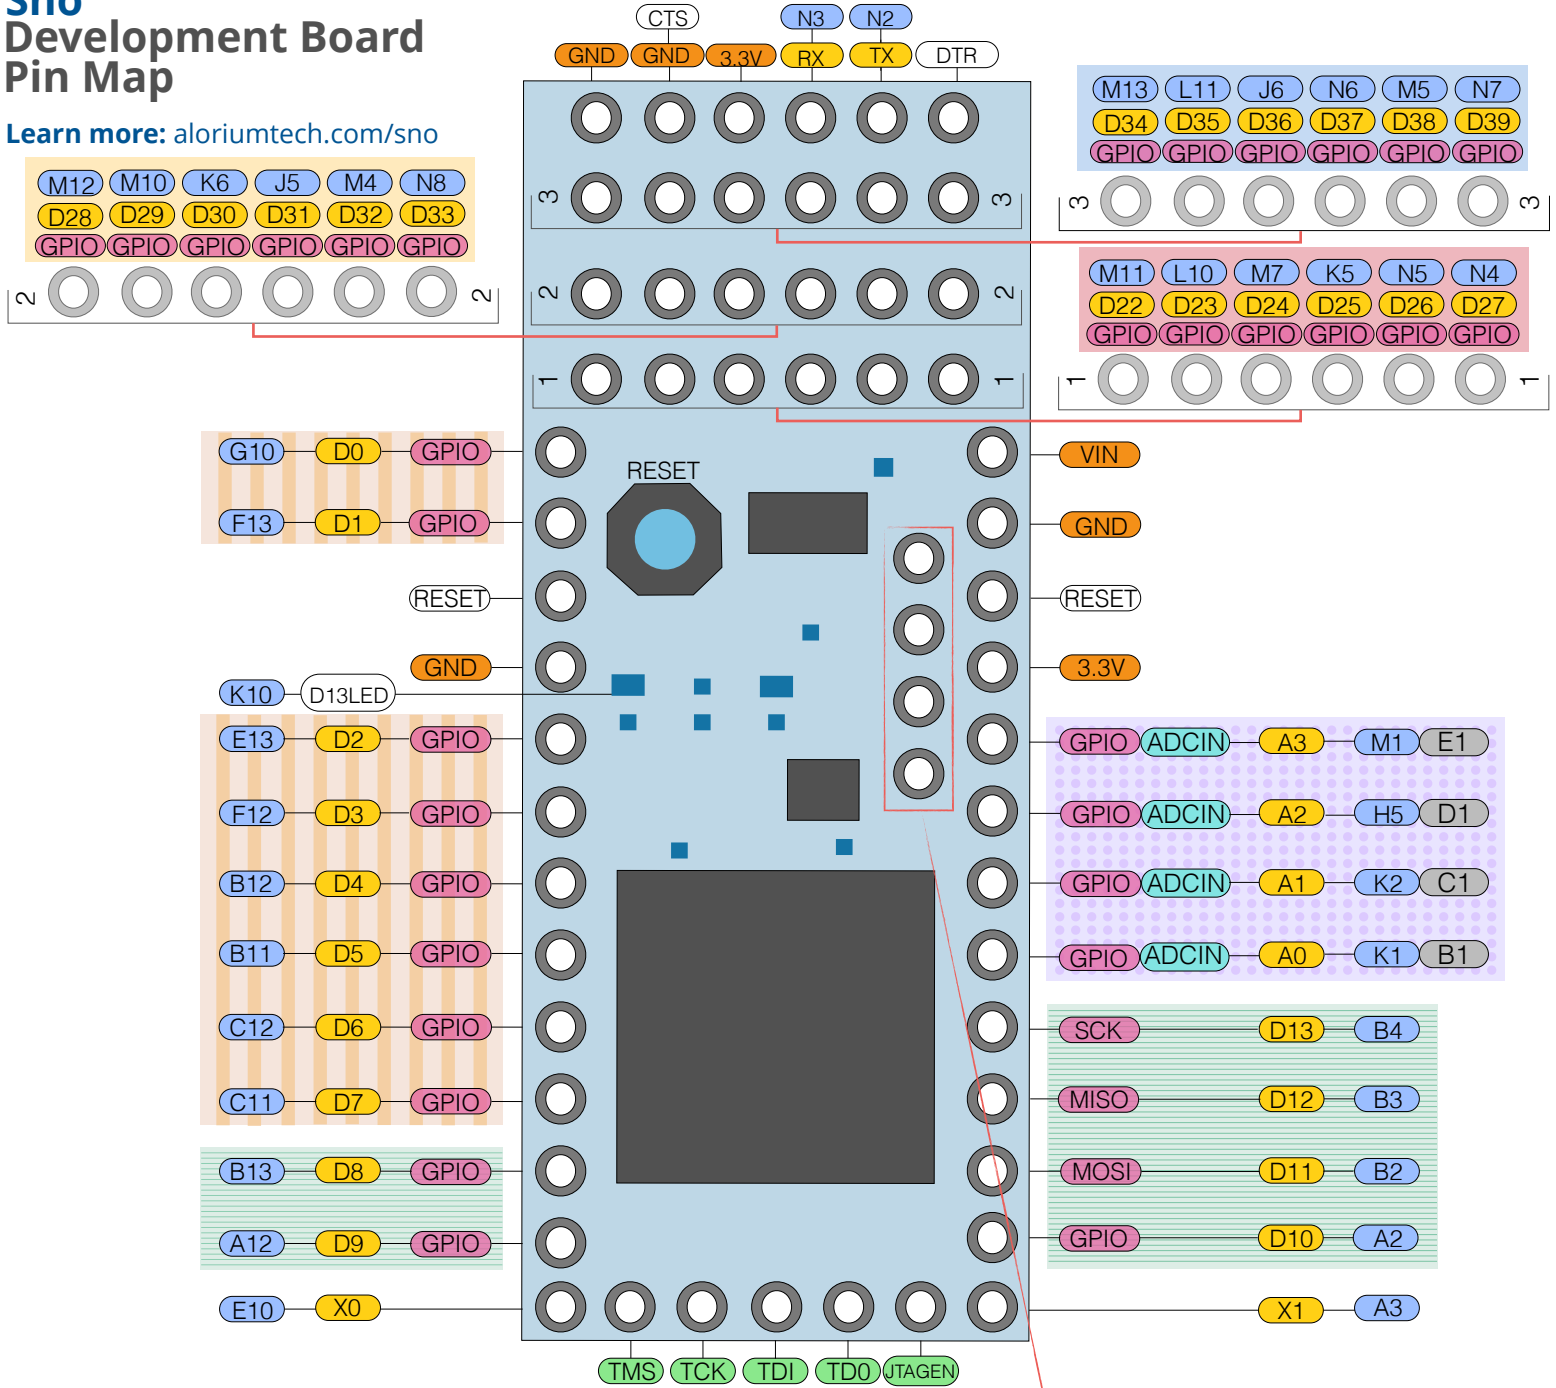 Sno
Development Board
Pin Map
Learn more: aloriumtech.com/sno
CTS N3 N2
GND GND 3.3V RX TX DTR
M13 L11 J6 N6 M5 N7
D34 D35 D36 D37 D38 D39
GPIO GPIO GPIO GPIO GPIO GPIO
3 3
3 3
M12 M10 K6 J5 M4 N8
D28 D29 D30 D31 D32 D33
GPIO GPIO GPIO GPIO GPIO GPIO
2 2
2 2
M11 L10 M7 K5 N5 N4
D22 D23 D24 D25 D26 D27
GPIO GPIO GPIO GPIO GPIO GPIO
1 1
1 1
G10 D0 GPIO
VIN
RESET
F13 D1 GPIO
GND
RESET
RESET
GND
3.3V
K10 D13LED
E13 D2 GPIO
GPIO ADCIN A3 M1 E1
F12 D3 GPIO
GPIO ADCIN A2 H5 D1
B12 D4 GPIO
GPIO ADCIN A1 K2 C1
B11 D5 GPIO
GPIO ADCIN A0 K1 B1
C12 D6 GPIO
SCK D13 B4
C11 D7 GPIO
MISO D12 B3
B13 D8 GPIO
MOSI D11 B2
A12 D9 GPIO
GPIO D10 A2
E10 X0
X1 A3
TMS TCK TDI TD0 JTAGEN